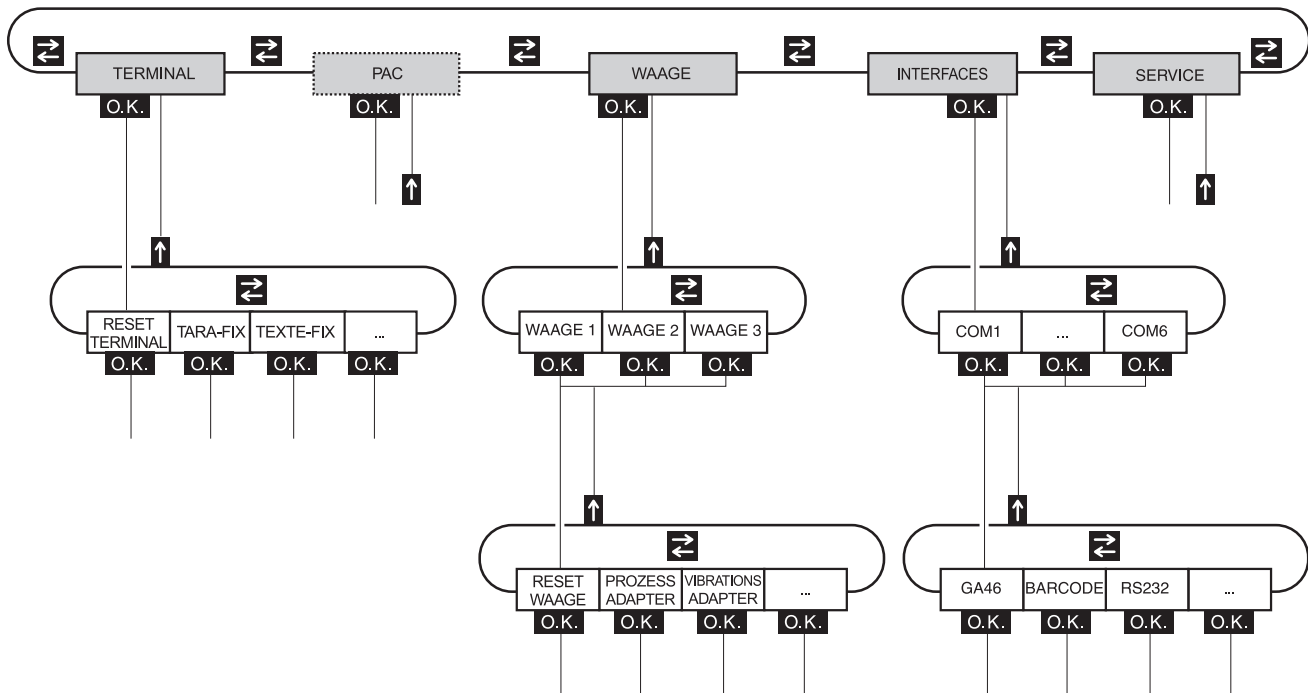 TERMINAL
PAC
WAAGE
INTERFACES
SERVICE
O.K.
O.K.
O.K.
O.K.
O.K.
RESET
TERMINAL
TARA-FIX
TEXTE-FIX
...
O.K.
O.K.
O.K.
O.K.
WAAGE 1
WAAGE 2
WAAGE 3
O.K.
O.K.
O.K.
COM1
...
COM6
O.K.
O.K.
O.K.
RESET
WAAGE
PROZESS
ADAPTER
VIBRATIONS
ADAPTER
...
O.K.
O.K.
O.K.
O.K.
GA46
BARCODE
RS232
...
O.K.
O.K.
O.K.
O.K.